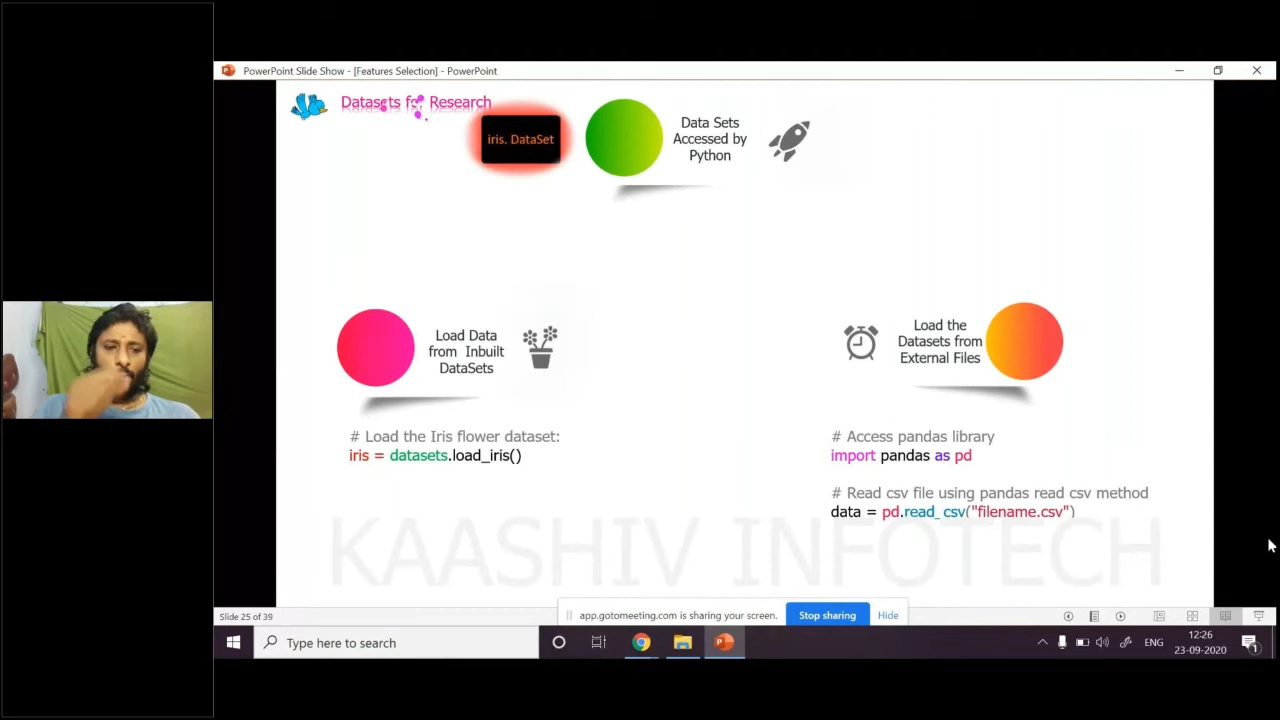 PowerPoint Slide Show - [Features Selection] - PowerPoint
Datasets for Research
iris. DataSet
Data Sets
Accessed by
Python
Load Data
from Inbuilt
DataSets
Load the
Datasets from
External Files
# Load the Iris flower dataset:
iris = datasets.load_iris()
# Access pandas library
import pandas as pd
# Read csv file using pandas read csv method
data = pd.read_csv("filename.csv")
KAASHIV INFOTECH
app.gotomeeting.com is sharing your screen.
Stop sharing
Hide
Slide 25 of 39
Type here to search
ENG
12:26
23-09-2020
1